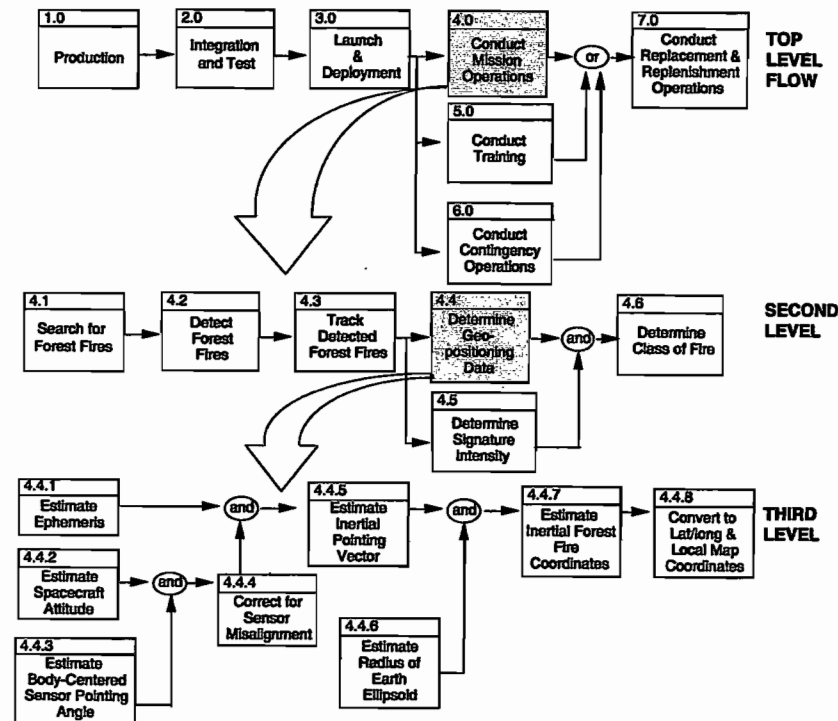 1.0
Production
2.0
Integration
and Test
3.0
Launch
&
Deployment
4.0
Conduct
Mission
Operations
or
7.0
Conduct
Replacement &
Replenishment
Operations
TOP
LEVEL
FLOW
5.0
Conduct
Training
6.0
Conduct
Contingency
Operations
4.1
Search for
Forest Fires
4.2
Detect
Forest
Fires
4.3
Track
Detected
Forest Fires
4.4
Determine
Geo-
positioning
Data
and
4.6
Determine
Class of Fire
SECOND
LEVEL
4.5
Determine
Signature
Intensity
4.4.1
Estimate
Ephemeris
and
4.4.5
Estimate
Inertial
Pointing
Vector
and
4.4.7
Estimate
Inertial Forest
Fire
Coordinates
4.4.8
Convert to
Lat/long &
Local Map
Coordinates
THIRD
LEVEL
4.4.2
Estimate
Spacecraft
Attitude
and
4.4.4
Correct for
Sensor
Misalignment
4.4.3
Estimate
Body-Centered
Sensor Pointing
Angle
4.4.6
Estimate
Radius of
Earth
Ellipsoid